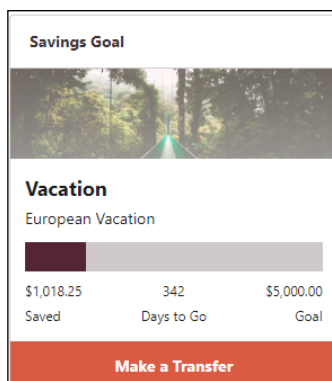 Savings Goal
Vacation
European Vacation
$1,018.25 342 $5,000.00
Saved Days to Go Goal
Make a Transfer